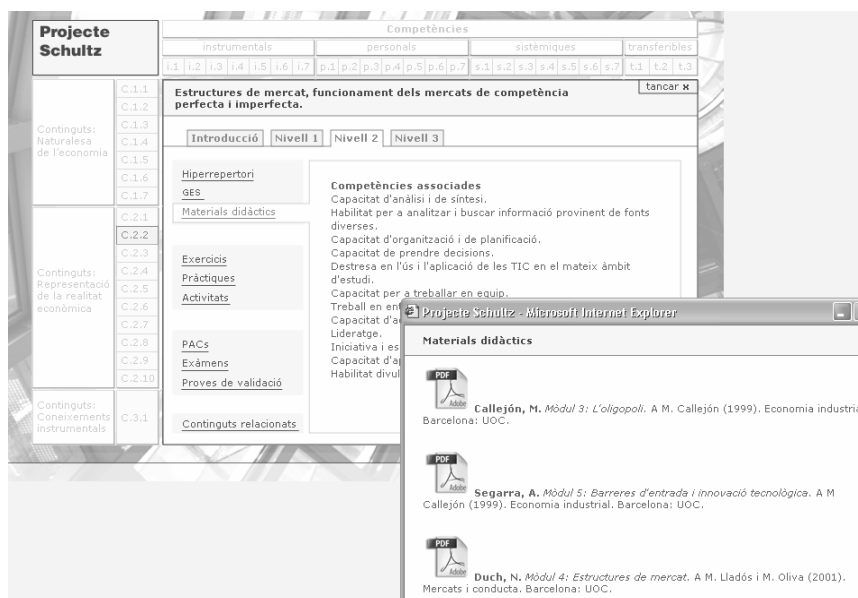 Projecte
Schultz
Competències
instrumentals
personals
sistèmiques
transferibles
i.1 i.2 i.3 i.4 i.5 i.6 i.7 p.1 p.2 p.3 p.4 p.5 p.6 p.7 s.1 s.2 s.3 s.4 s.5 s.6 s.7 t.1 t.2 t.3
Continguts:
Naturalesa
de l'economia
C.1.1
C.1.2
C.1.3
C.1.4
C.1.5
C.1.6
C.1.7
Continguts:
Representació
de la realitat
econòmica
C.2.1
C.2.2
C.2.3
C.2.4
C.2.5
C.2.6
C.2.7
C.2.8
C.2.9
C.2.10
Continguts:
Coneixements
instrumentals
C.3.1
Estructures de mercat, funcionament dels mercats de competència
perfecta i imperfecta.
tancar x
Introducció Nivell 1 Nivell 2 Nivell 3
Hiperrepertori
GES
Materials didàctics
Exercicis
Pràctiques
Activitats
PACs
Exàmens
Proves de validació
Continguts relacionats
Competències associades
Capacitat d'anàlisi i de síntesi.
Habilitat per a analitzar i buscar informació provinent de fonts
diverses.
Capacitat d'organització i de planificació.
Capacitat de prendre decisions.
Destresa en l'ús i l'aplicació de les TIC en el mateix àmbit
d'estudi.
Capacitat per a treballar en equip.
Treball en ent
Capacitat d'a
Lideratge.
Iniciativa i es
Capacitat d'a
Habilitat divul
Projecte Schultz - Microsoft Internet Explorer
Materials didàctics
PDF
Adobe
Callejón, M. Mòdul 3: L'oligopoli. A M. Callejón (1999). Economia industria
Barcelona: UOC.
PDF
Adobe
Segarra, A. Mòdul 5: Barreres d'entrada i innovació tecnològica. A M
Callejón (1999). Economia industrial. Barcelona: UOC.
PDF
Adobe
Duch, N. Mòdul 4: Estructures de mercat. A M. Lladós i M. Oliva (2001).
Mercats i conducta. Barcelona: UOC.